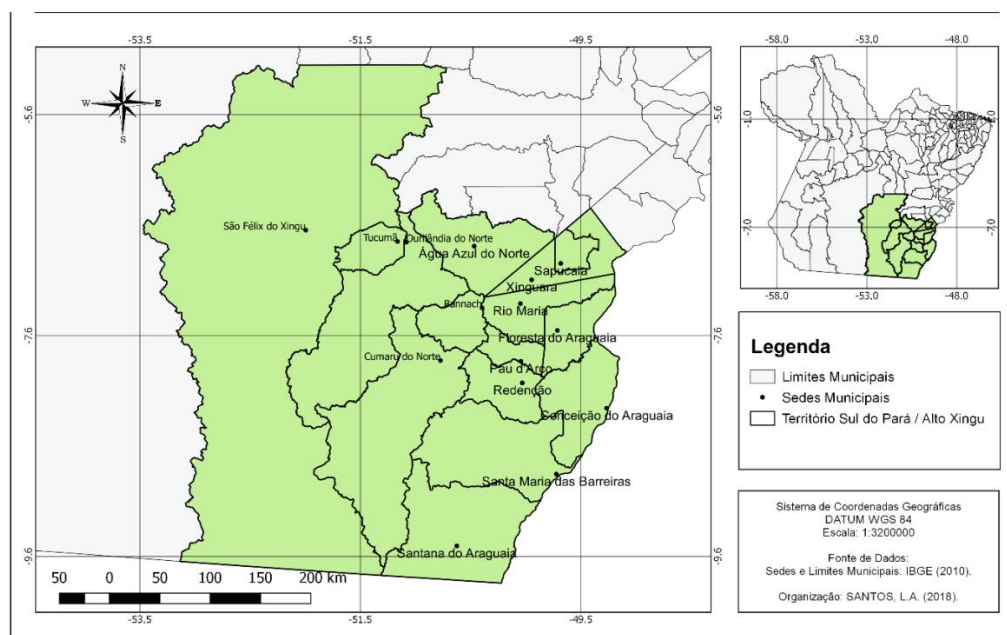 -53.5 -51.5 -49.5
-58.0 -53.0 -48.0
N
W E
S
-5.6 -5.6
-1.0 -1.0
São Félix do Xingu
Tucumã Ourilândia do Norte
Água Azul do Norte
Sapucaia
Xinguara
-7.0 -7.0
Bannach
Rio Maria
-58.0 -53.0 -48.0
-7.6 -7.6
Floresta do Araguaia
Cumaru do Norte
Pau d'Arco
Redenção
Conceição do Araguaia
Santa Maria das Barreiras
Santana do Araguaia
-9.6 -9.6
50 0 50 100 150 200 km
-53.5 -51.5 -49.5
Legenda
Limites Municipais
Sedes Municipais
Território Sul do Pará / Alto Xingu
Sistema de Coordenadas Geográficas
DATUM WGS 84
Escala: 1:3200000
Fonte de Dados:
Sedes e Limites Municipais: IBGE (2010).
Organização: SANTOS, L.A. (2018).